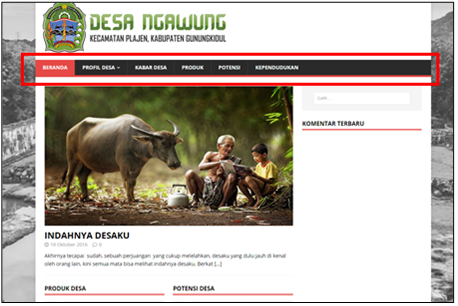 DESA NGAWUNG
KECAMATAN PLAJEN, KABUPATEN GUNUNGKIDUL
BERANDA PROFIL DESA KABAR DESA PRODUK POTENSI KEPENDUDUKAN
Cari...
KOMENTAR TERBARU
INDAHNYA DESAKU
19 Oktober 2016 0
Akhirnya tecapai sudah, sebuah perjuangan yang cukup melelahkan, desaku yang dulu jauh di kenal
oleh orang lain, kini semua mata bisa melihat indahnya desaku. Berkat [...]
PRODUK DESA POTENSI DESA